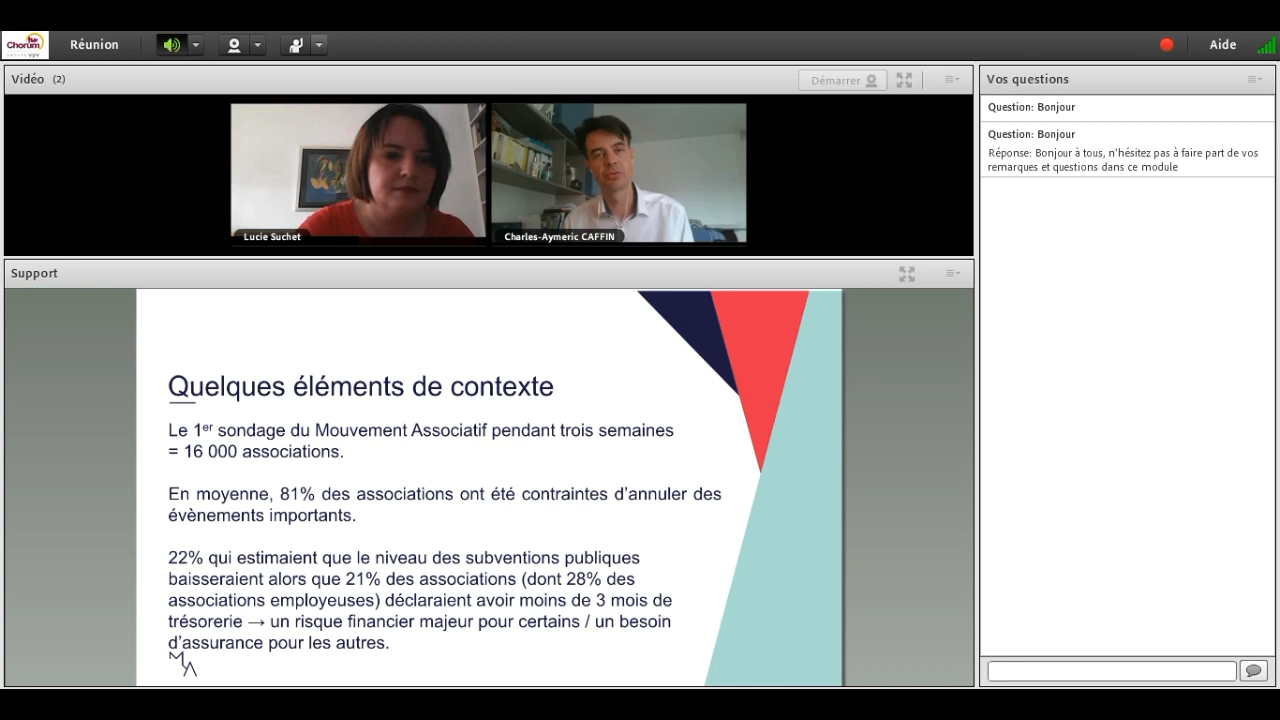 Chorum
GROUPE VYV
Réunion
Aide
Vidéo (2)
Démarrer
Lucie Suchet
Charles-Aymeric CAFFIN
Support
Quelques éléments de contexte
Le 1er sondage du Mouvement Associatif pendant trois semaines
= 16 000 associations.
En moyenne, 81% des associations ont été contraintes d’annuler des
évènements importants.
22% qui estimaient que le niveau des subventions publiques
baisseraient alors que 21% des associations (dont 28% des
associations employeuses) déclaraient avoir moins de 3 mois de
trésorerie → un risque financier majeur pour certains / un besoin
d’assurance pour les autres.
Vos questions
Question: Bonjour
Question: Bonjour
Réponse: Bonjour à tous, n'hésitez pas à faire part de vos
remarques et questions dans ce module